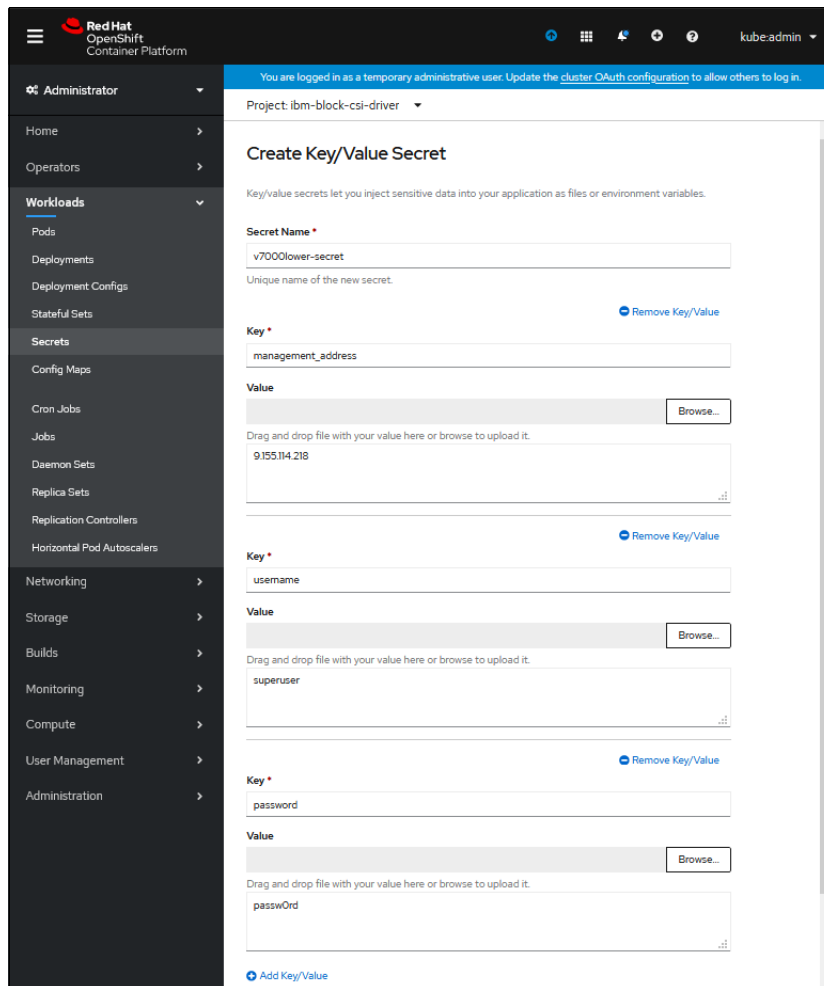 Red Hat
OpenShift
Container Platform
kube:admin
You are logged in as a temporary administrative user. Update the cluster OAuth configuration to allow others to log in.
Administrator
Project: ibm-block-csi-driver
Home
Operators
Workloads
Pods
Deployments
Deployment Configs
Stateful Sets
Secrets
Config Maps
Cron Jobs
Jobs
Daemon Sets
Replica Sets
Replication Controllers
Horizontal Pod Autoscalers
Networking
Storage
Builds
Monitoring
Compute
User Management
Administration
Create Key/Value Secret
Key/value secrets let you inject sensitive data into your application as files or environment variables.
Secret Name *
v7000lower-secret
Unique name of the new secret.
Remove Key/Value
Key *
management_address
Value
Browse...
Drag and drop file with your value here or browse to upload it.
9.155.114.218
Remove Key/Value
Key *
username
Value
Browse...
Drag and drop file with your value here or browse to upload it.
superuser
Remove Key/Value
Key *
password
Value
Browse...
Drag and drop file with your value here or browse to upload it.
passw0rd
Add Key/Value